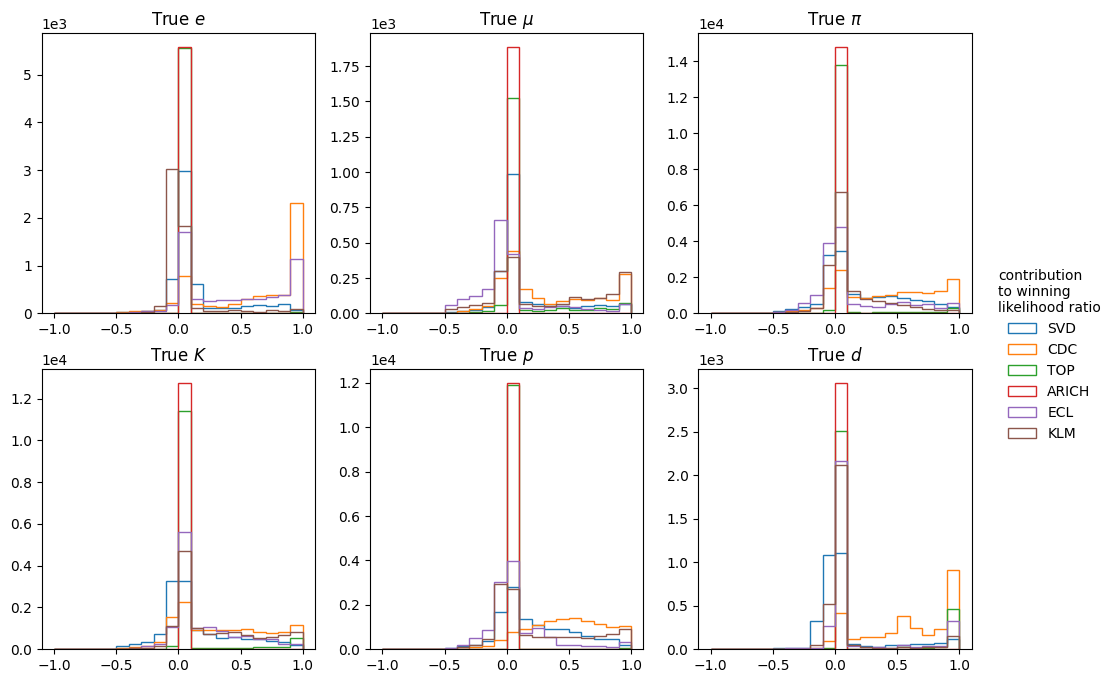 True e
1e3
5
4
3
2
1
0
−1.0 −0.5 0.0 0.5 1.0
True μ
1e3
1.75
1.50
1.25
1.00
0.75
0.50
0.25
0.00
−1.0 −0.5 0.0 0.5 1.0
True π
1e4
1.4
1.2
1.0
0.8
0.6
0.4
0.2
0.0
−1.0 −0.5 0.0 0.5 1.0
True K
1e4
1.2
1.0
0.8
0.6
0.4
0.2
0.0
−1.0 −0.5 0.0 0.5 1.0
True p
1e4
1.2
1.0
0.8
0.6
0.4
0.2
0.0
−1.0 −0.5 0.0 0.5 1.0
True d
1e3
3.0
2.5
2.0
1.5
1.0
0.5
0.0
−1.0 −0.5 0.0 0.5 1.0
contribution
to winning
likelihood ratio
SVD
CDC
TOP
ARICH
ECL
KLM